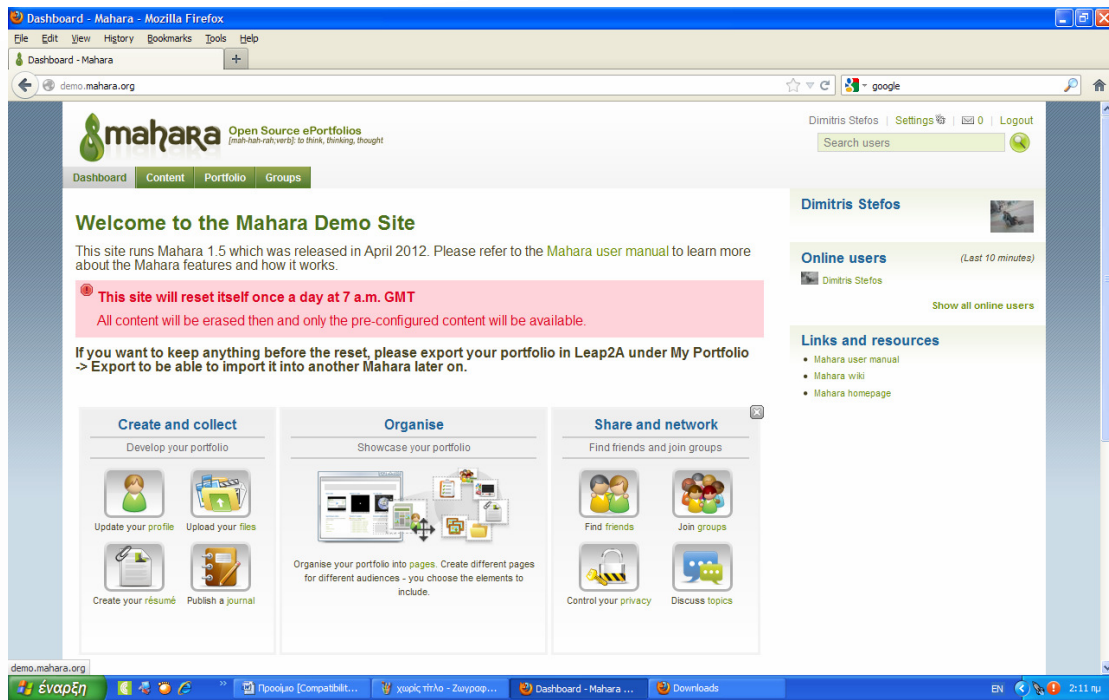 Dashboard - Mahara - Mozilla Firefox
File Edit View History Bookmarks Tools Help
Dashboard - Mahara
demo.mahara.org
google
mahara
Open Source ePortfolios
[mah-hah-rah;verb]: to think, thinking, thought
Dimitris Stefos | Settings | 0 | Logout
Search users
Dashboard Content Portfolio Groups
Welcome to the Mahara Demo Site
This site runs Mahara 1.5 which was released in April 2012. Please refer to the Mahara user manual to learn more
about the Mahara features and how it works.
This site will reset itself once a day at 7 a.m. GMT
All content will be erased then and only the pre-configured content will be available.
If you want to keep anything before the reset, please export your portfolio in Leap2A under My Portfolio
-> Export to be able to import it into another Mahara later on.
Create and collect
Develop your portfolio
Update your profile
Upload your files
Create your résumé
Publish a journal
Organise
Showcase your portfolio
Organise your portfolio into pages. Create different pages
for different audiences - you choose the elements to
include.
Share and network
Find friends and join groups
Find friends
Join groups
Control your privacy
Discuss topics
Dimitris Stefos
Online users (Last 10 minutes)
Dimitris Stefos
Show all online users
Links and resources
Mahara user manual
Mahara wiki
Mahara homepage
demo.mahara.org
έναρξη
Προοίμιο [Compatibilit...
χωρίς τίτλο - Ζωγραφ...
Dashboard - Mahara ...
Downloads
EN
2:11 πμ